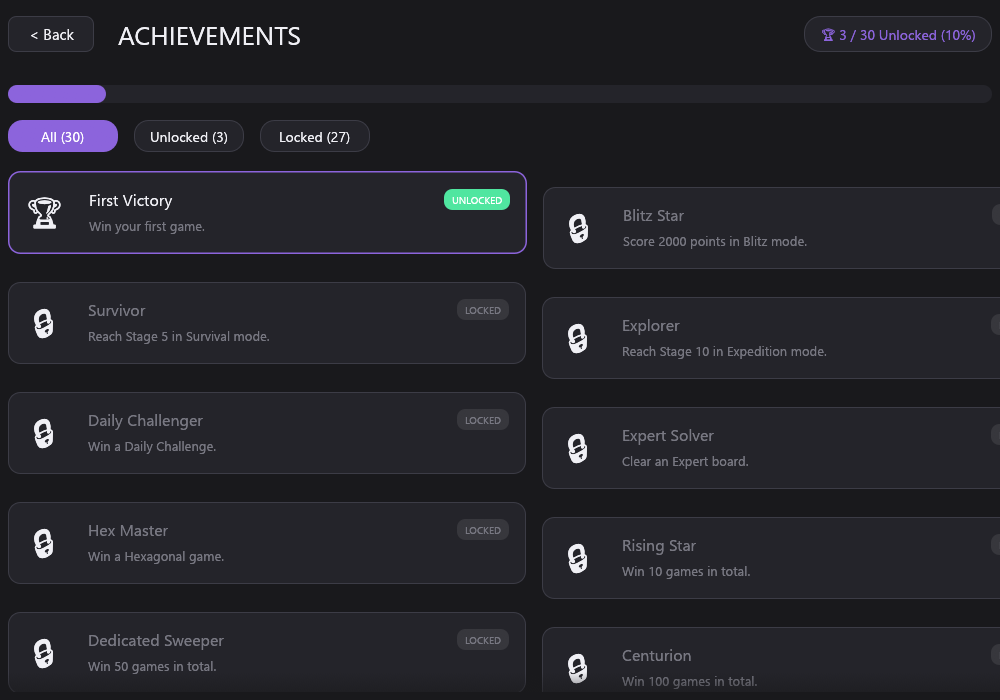 < Back
ACHIEVEMENTS
3 / 30 Unlocked (10%)
All (30)
Unlocked (3)
Locked (27)
First Victory
UNLOCKED
Win your first game.
Blitz Star
Score 2000 points in Blitz mode.
Survivor
LOCKED
Reach Stage 5 in Survival mode.
Explorer
Reach Stage 10 in Expedition mode.
Daily Challenger
LOCKED
Win a Daily Challenge.
Expert Solver
Clear an Expert board.
Hex Master
LOCKED
Win a Hexagonal game.
Rising Star
Win 10 games in total.
Dedicated Sweeper
LOCKED
Win 50 games in total.
Centurion
Win 100 games in total.